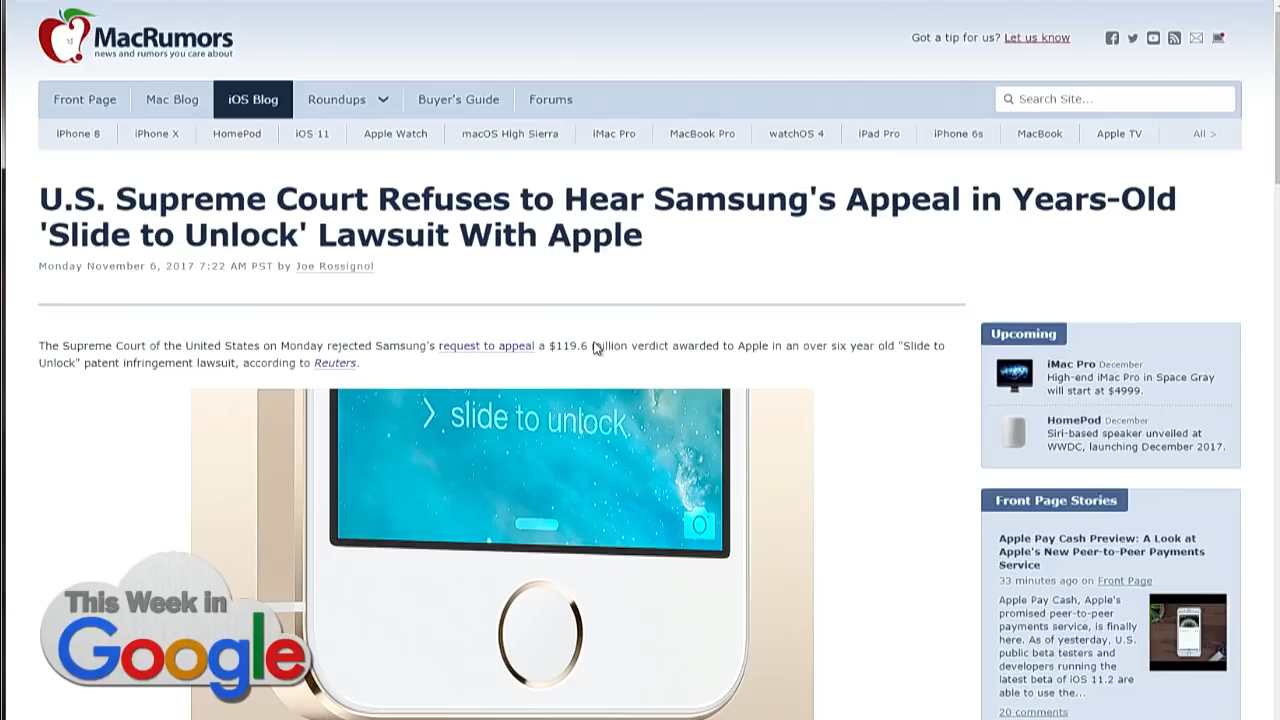 MacRumors
news and rumors you care about
Got a tip for us? Let us know
Front Page Mac Blog iOS Blog Roundups Buyer's Guide Forums
Search Site...
iPhone 8 iPhone X HomePod iOS 11 Apple Watch macOS High Sierra iMac Pro MacBook Pro watchOS 4 iPad Pro iPhone 6s MacBook Apple TV All >
U.S. Supreme Court Refuses to Hear Samsung's Appeal in Years-Old
'Slide to Unlock' Lawsuit With Apple
Monday November 6, 2017 7:22 AM PST by Joe Rossignol
The Supreme Court of the United States on Monday rejected Samsung's request to appeal a $119.6 million verdict awarded to Apple in an over six year old "Slide to
Unlock" patent infringement lawsuit, according to Reuters.
> slide to unlock
This Week in
Google
Upcoming
iMac Pro December
High-end iMac Pro in Space Gray
will start at $4999.
HomePod December
Siri-based speaker unveiled at
WWDC, launching December 2017.
Front Page Stories
Apple Pay Cash Preview: A Look at
Apple's New Peer-to-Peer Payments
Service
33 minutes ago on Front Page
Apple Pay Cash, Apple's
promised peer-to-peer
payments service, is finally
here. As of yesterday, U.S.
public beta testers and
developers running the
latest beta of iOS 11.2 are
able to use the...
20 comments